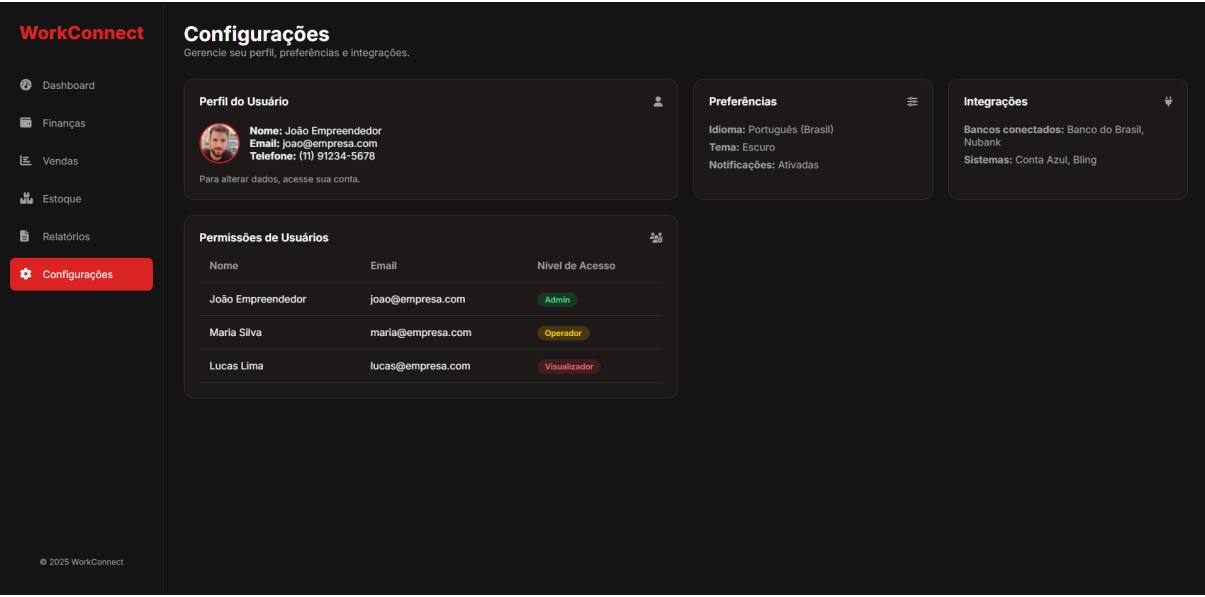 WorkConnect
Dashboard
Finanças
Vendas
Estoque
Relatórios
Configurações
© 2025 WorkConnect
Configurações
Gerencie seu perfil, preferências e integrações.
Perfil do Usuário
Nome: João Empreendedor
Email: joao@empresa.com
Telefone: (11) 91234-5678
Para alterar dados, acesse sua conta.
Preferências
Idioma: Português (Brasil)
Tema: Escuro
Notificações: Ativadas
Integrações
Bancos conectados: Banco do Brasil,
Nubank
Sistemas: Conta Azul, Bling
Permissões de Usuários
Nome Email Nível de Acesso
João Empreendedor joao@empresa.com Admin
Maria Silva maria@empresa.com Operador
Lucas Lima lucas@empresa.com Visualizador